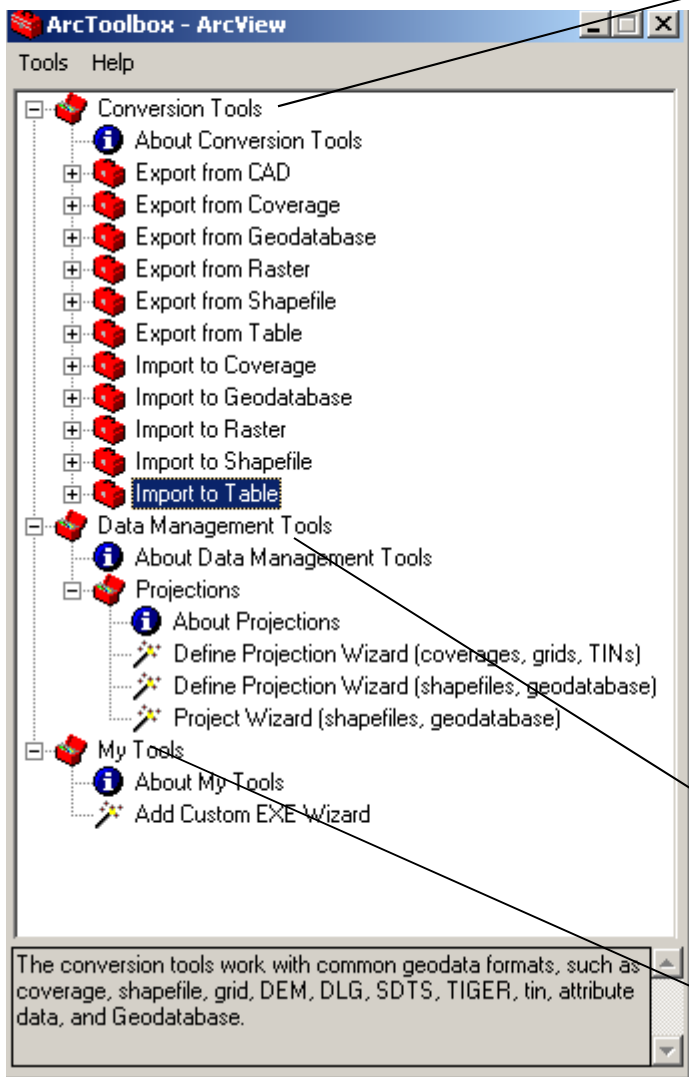 ArcToolbox - ArcView
Tools Help
Conversion Tools
About Conversion Tools
Export from CAD
Export from Coverage
Export from Geodatabase
Export from Raster
Export from Shapefile
Export from Table
Import to Coverage
Import to Geodatabase
Import to Raster
Import to Shapefile
Import to Table
Data Management Tools
About Data Management Tools
Projections
About Projections
Define Projection Wizard (coverages, grids, TINs)
Define Projection Wizard (shapefiles, geodatabase)
Project Wizard (shapefiles, geodatabase)
My Tools
About My Tools
Add Custom EXE Wizard
The conversion tools work with common geodata formats, such as
coverage, shapefile, grid, DEM, DLG, SDTS, TIGER, tin, attribute
data, and Geodatabase.